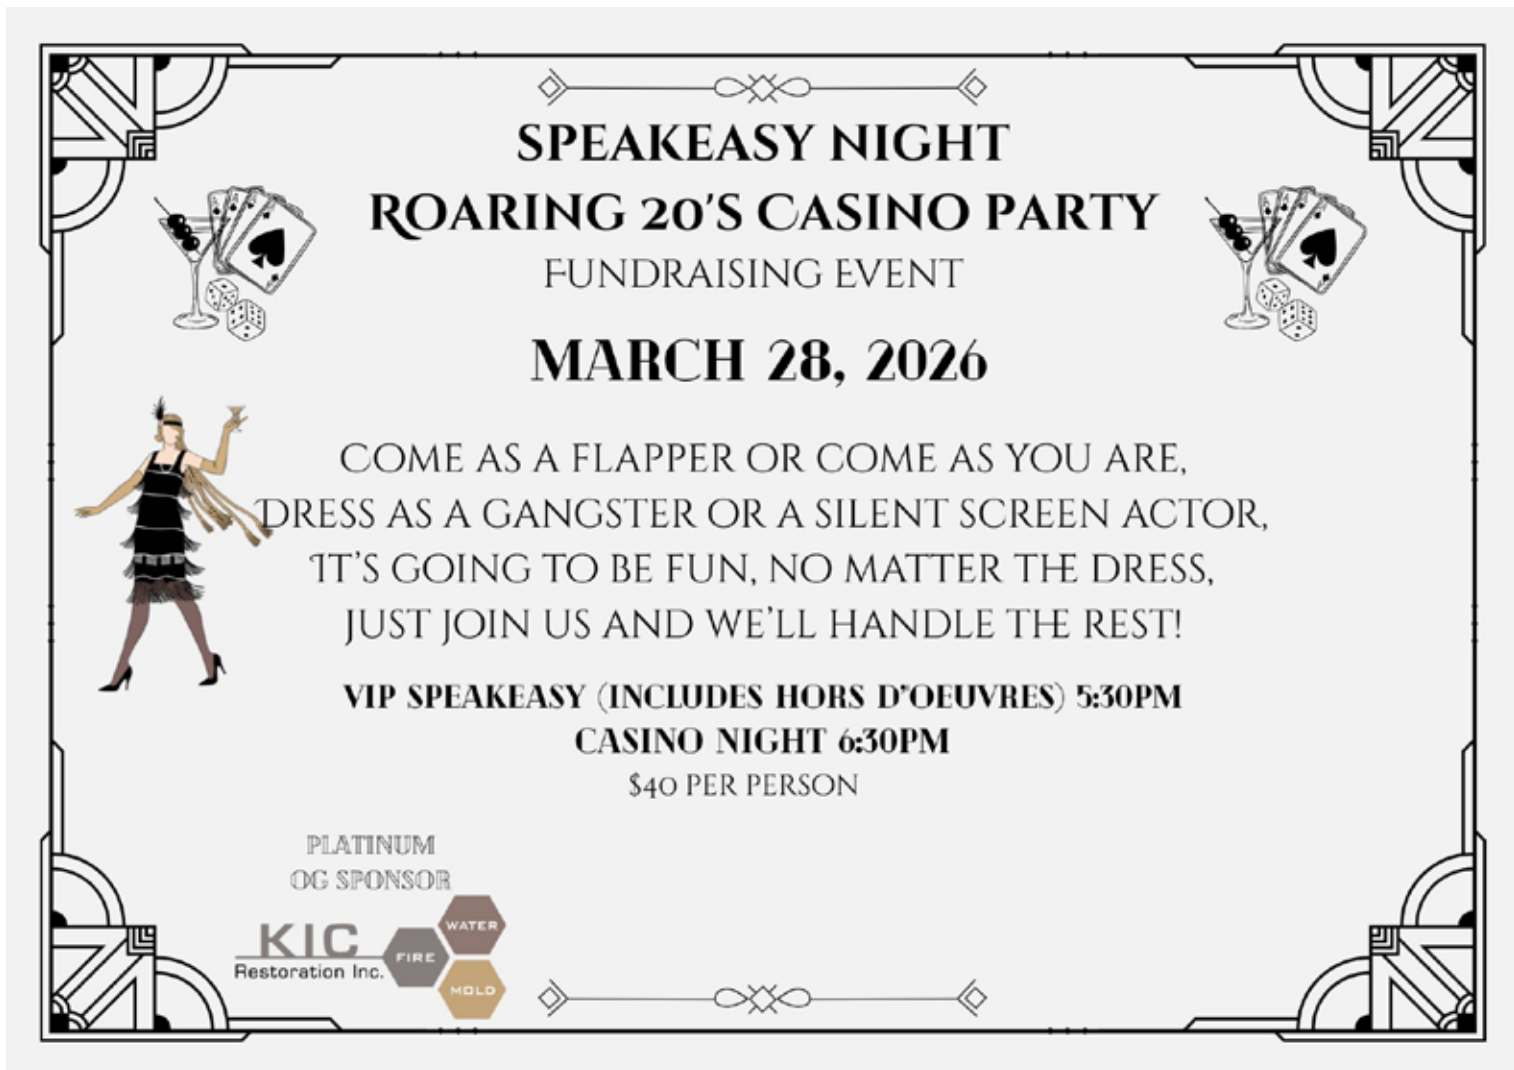 SPEAKEASY NIGHT
ROARING 20'S CASINO PARTY
FUNDRAISING EVENT
MARCH 28, 2026
COME AS A FLAPPER OR COME AS YOU ARE,
DRESS AS A GANGSTER OR A SILENT SCREEN ACTOR,
IT'S GOING TO BE FUN, NO MATTER THE DRESS,
JUST JOIN US AND WE'LL HANDLE THE REST!
VIP SPEAKEASY (INCLUDES HORS D'OEUVRES) 5:30PM
CASINO NIGHT 6:30PM
$40 PER PERSON
PLATINUM
OG SPONSOR
KIC
Restoration Inc.
FIRE
WATER
MOLD